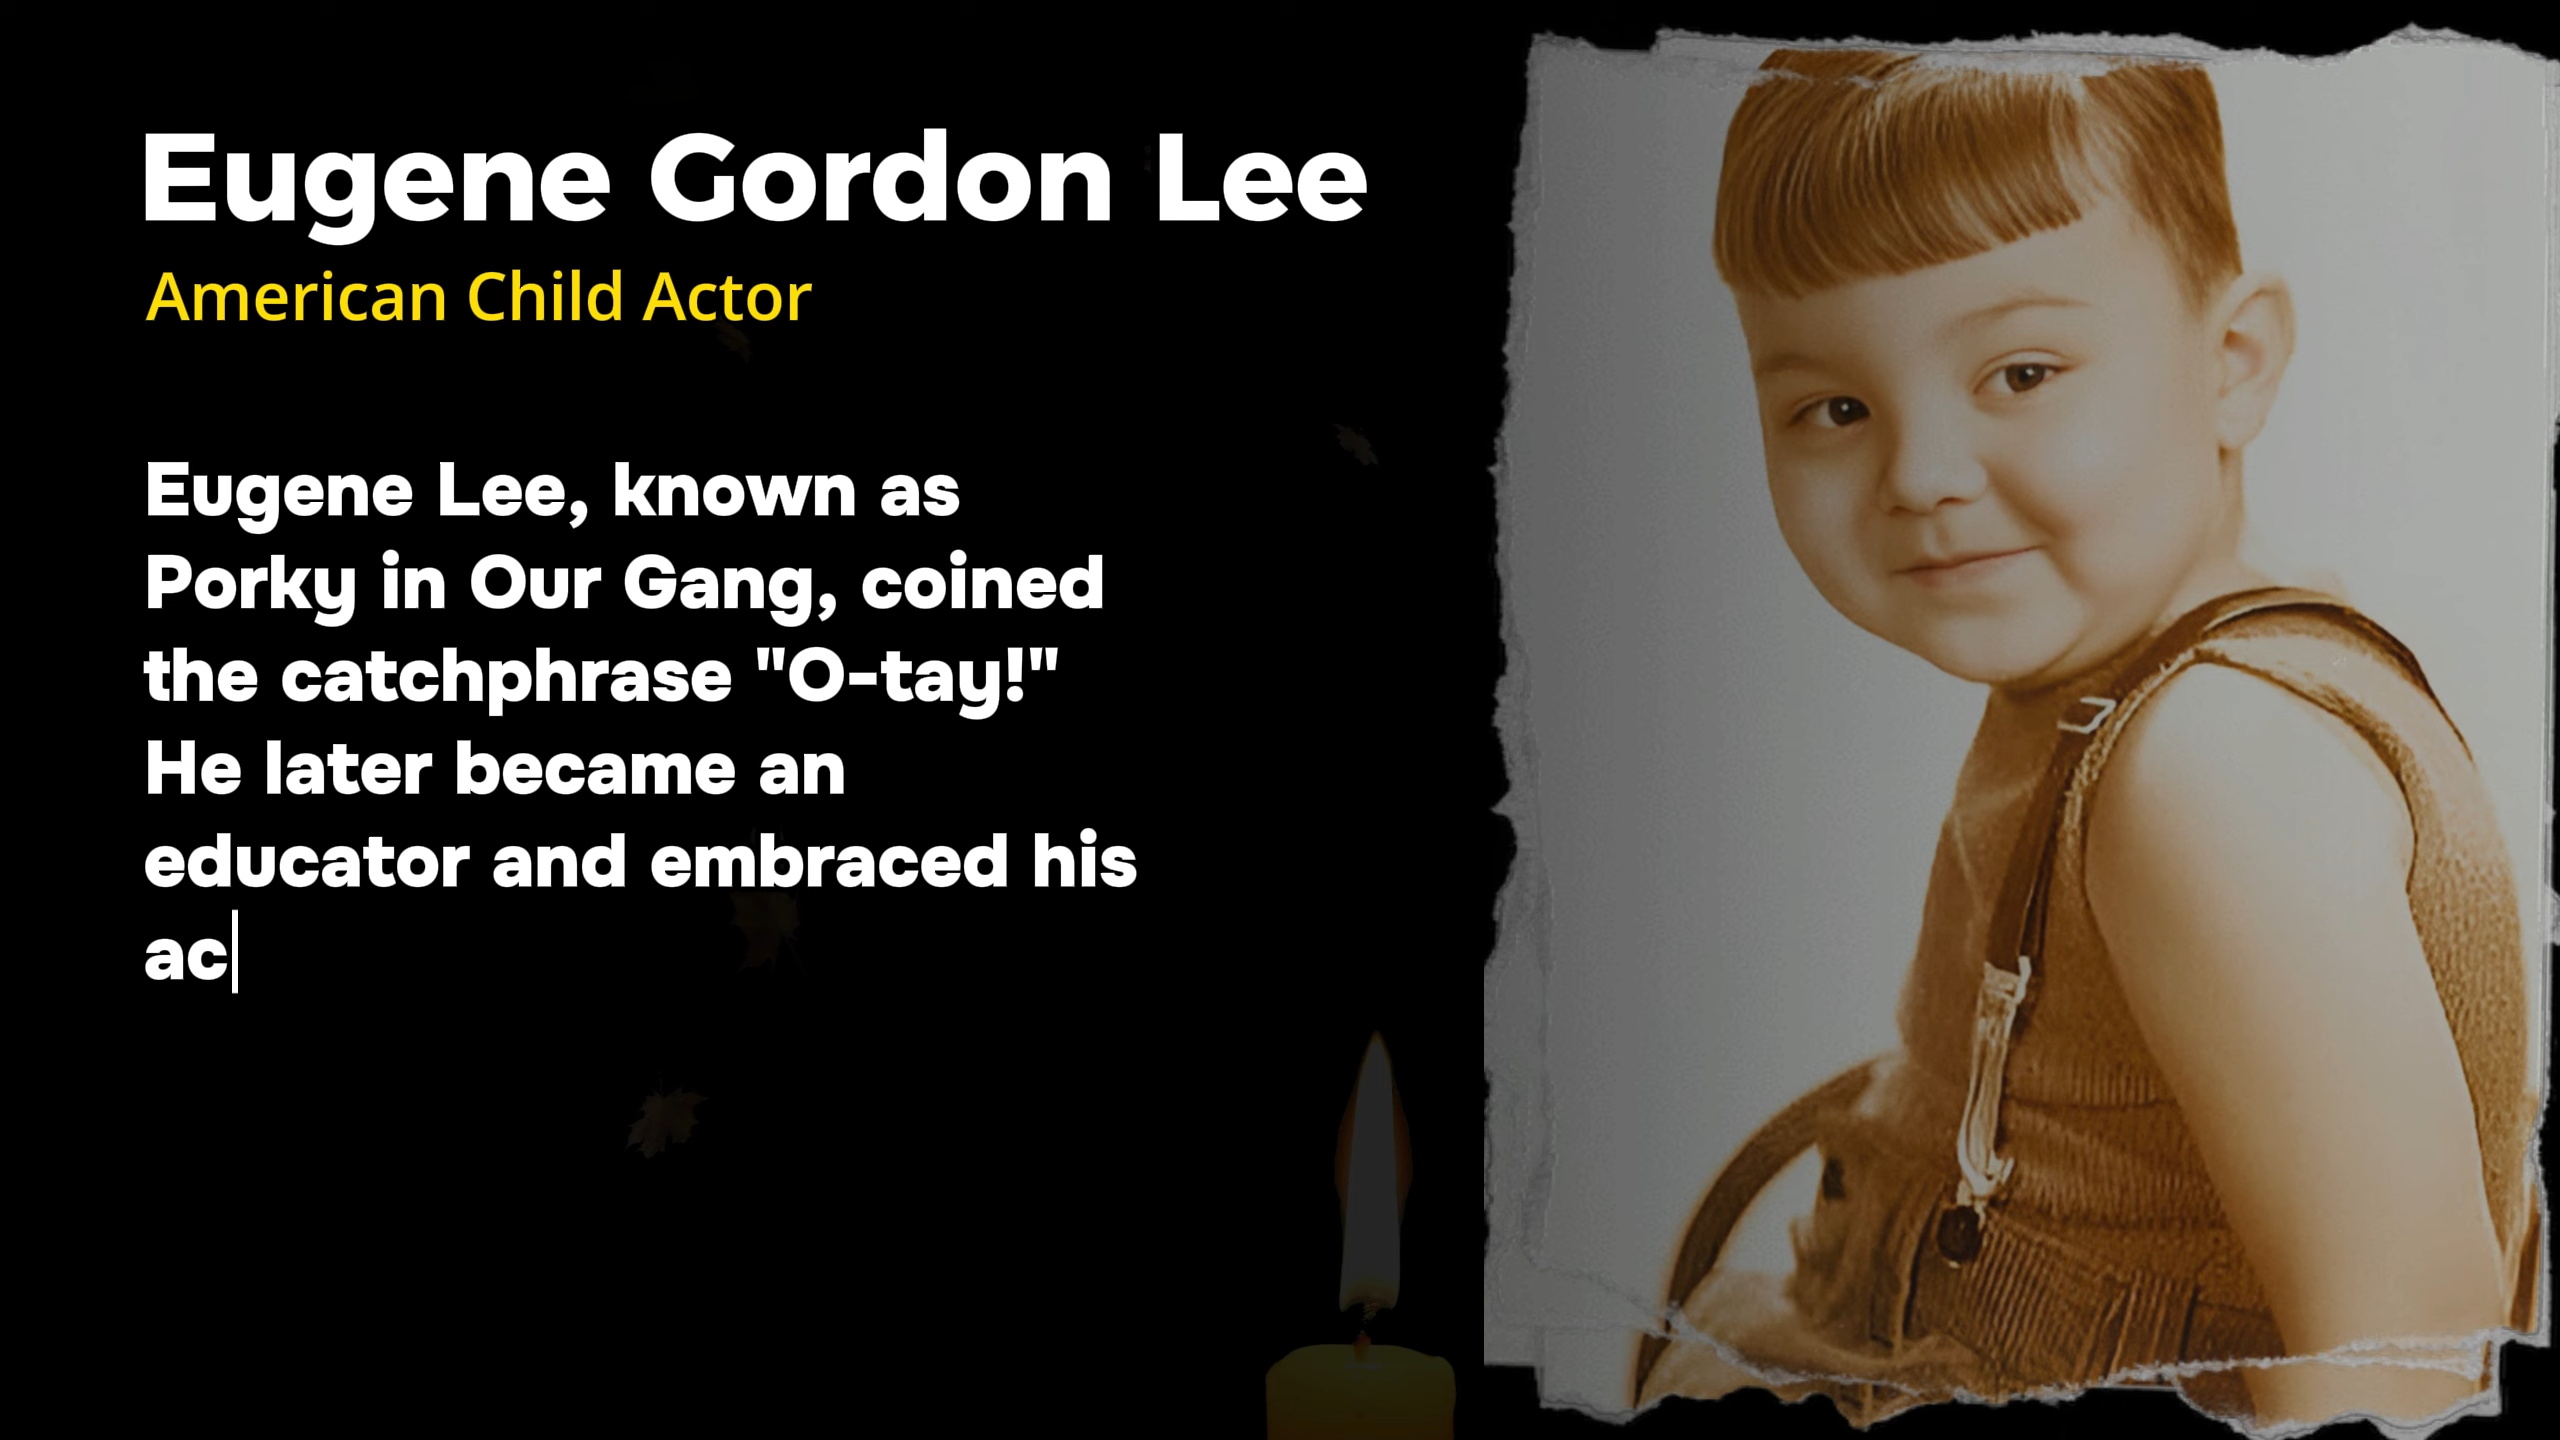 Eugene Gordon Lee
American Child Actor
Eugene Lee, known as
Porky in Our Gang, coined
the catchphrase "O-tay!"
He later became an
educator and embraced his
ac